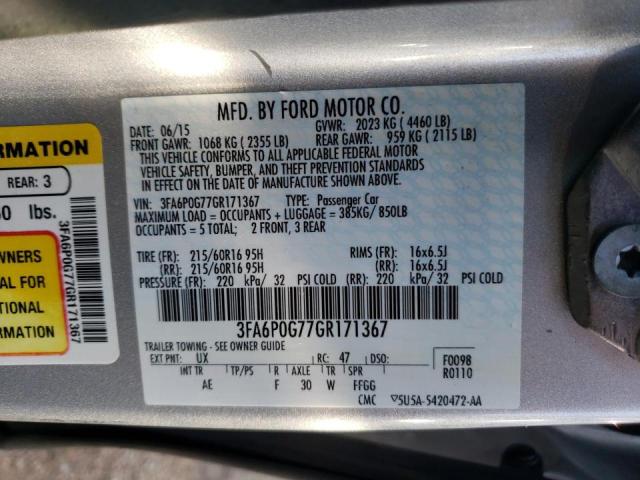 MFD. BY FORD MOTOR CO.
DATE: 06/15 GVWR: 2023 KG ( 4460 LB)
FRONT GAWR: 1068 KG ( 2355 LB) REAR GAWR: 959 KG ( 2115 LB)
THIS VEHICLE CONFORMS TO ALL APPLICABLE FEDERAL MOTOR
VEHICLE SAFETY, BUMPER, AND THEFT PREVENTION STANDARDS
IN EFFECT ON THE DATE OF MANUFACTURE SHOWN ABOVE.
VIN: 3FA6P0G77GR171367 TYPE: Passenger Car
MAXIMUM LOAD = OCCUPANTS + LUGGAGE = 385KG/ 850LB
OCCUPANTS = 5 TOTAL; 2 FRONT, 3 REAR
TIRE (FR): 215/60R16 95H RIMS (FR): 16x6.5J
(RR): 215/60R16 95H (RR): 16x6.5J
PRESSURE (FR): 220 kPa/ 32 PSI COLD (RR): 220 kPa/ 32 PSI COLD
3FA6P0G77GR171367
TRAILER TOWING - SEE OWNER GUIDE
EXT PNT: UX RC: 47 DSO: F0098
R0110
INT TR TP/PS R AXLE TR SPR
AE F 30 W FFGG
CMC 5U5A-5420472-AA
RMATION
REAR: 3
0 lbs.
WNERS
AL FOR
TIONAL
MATION
3FA6P0G77GR171367